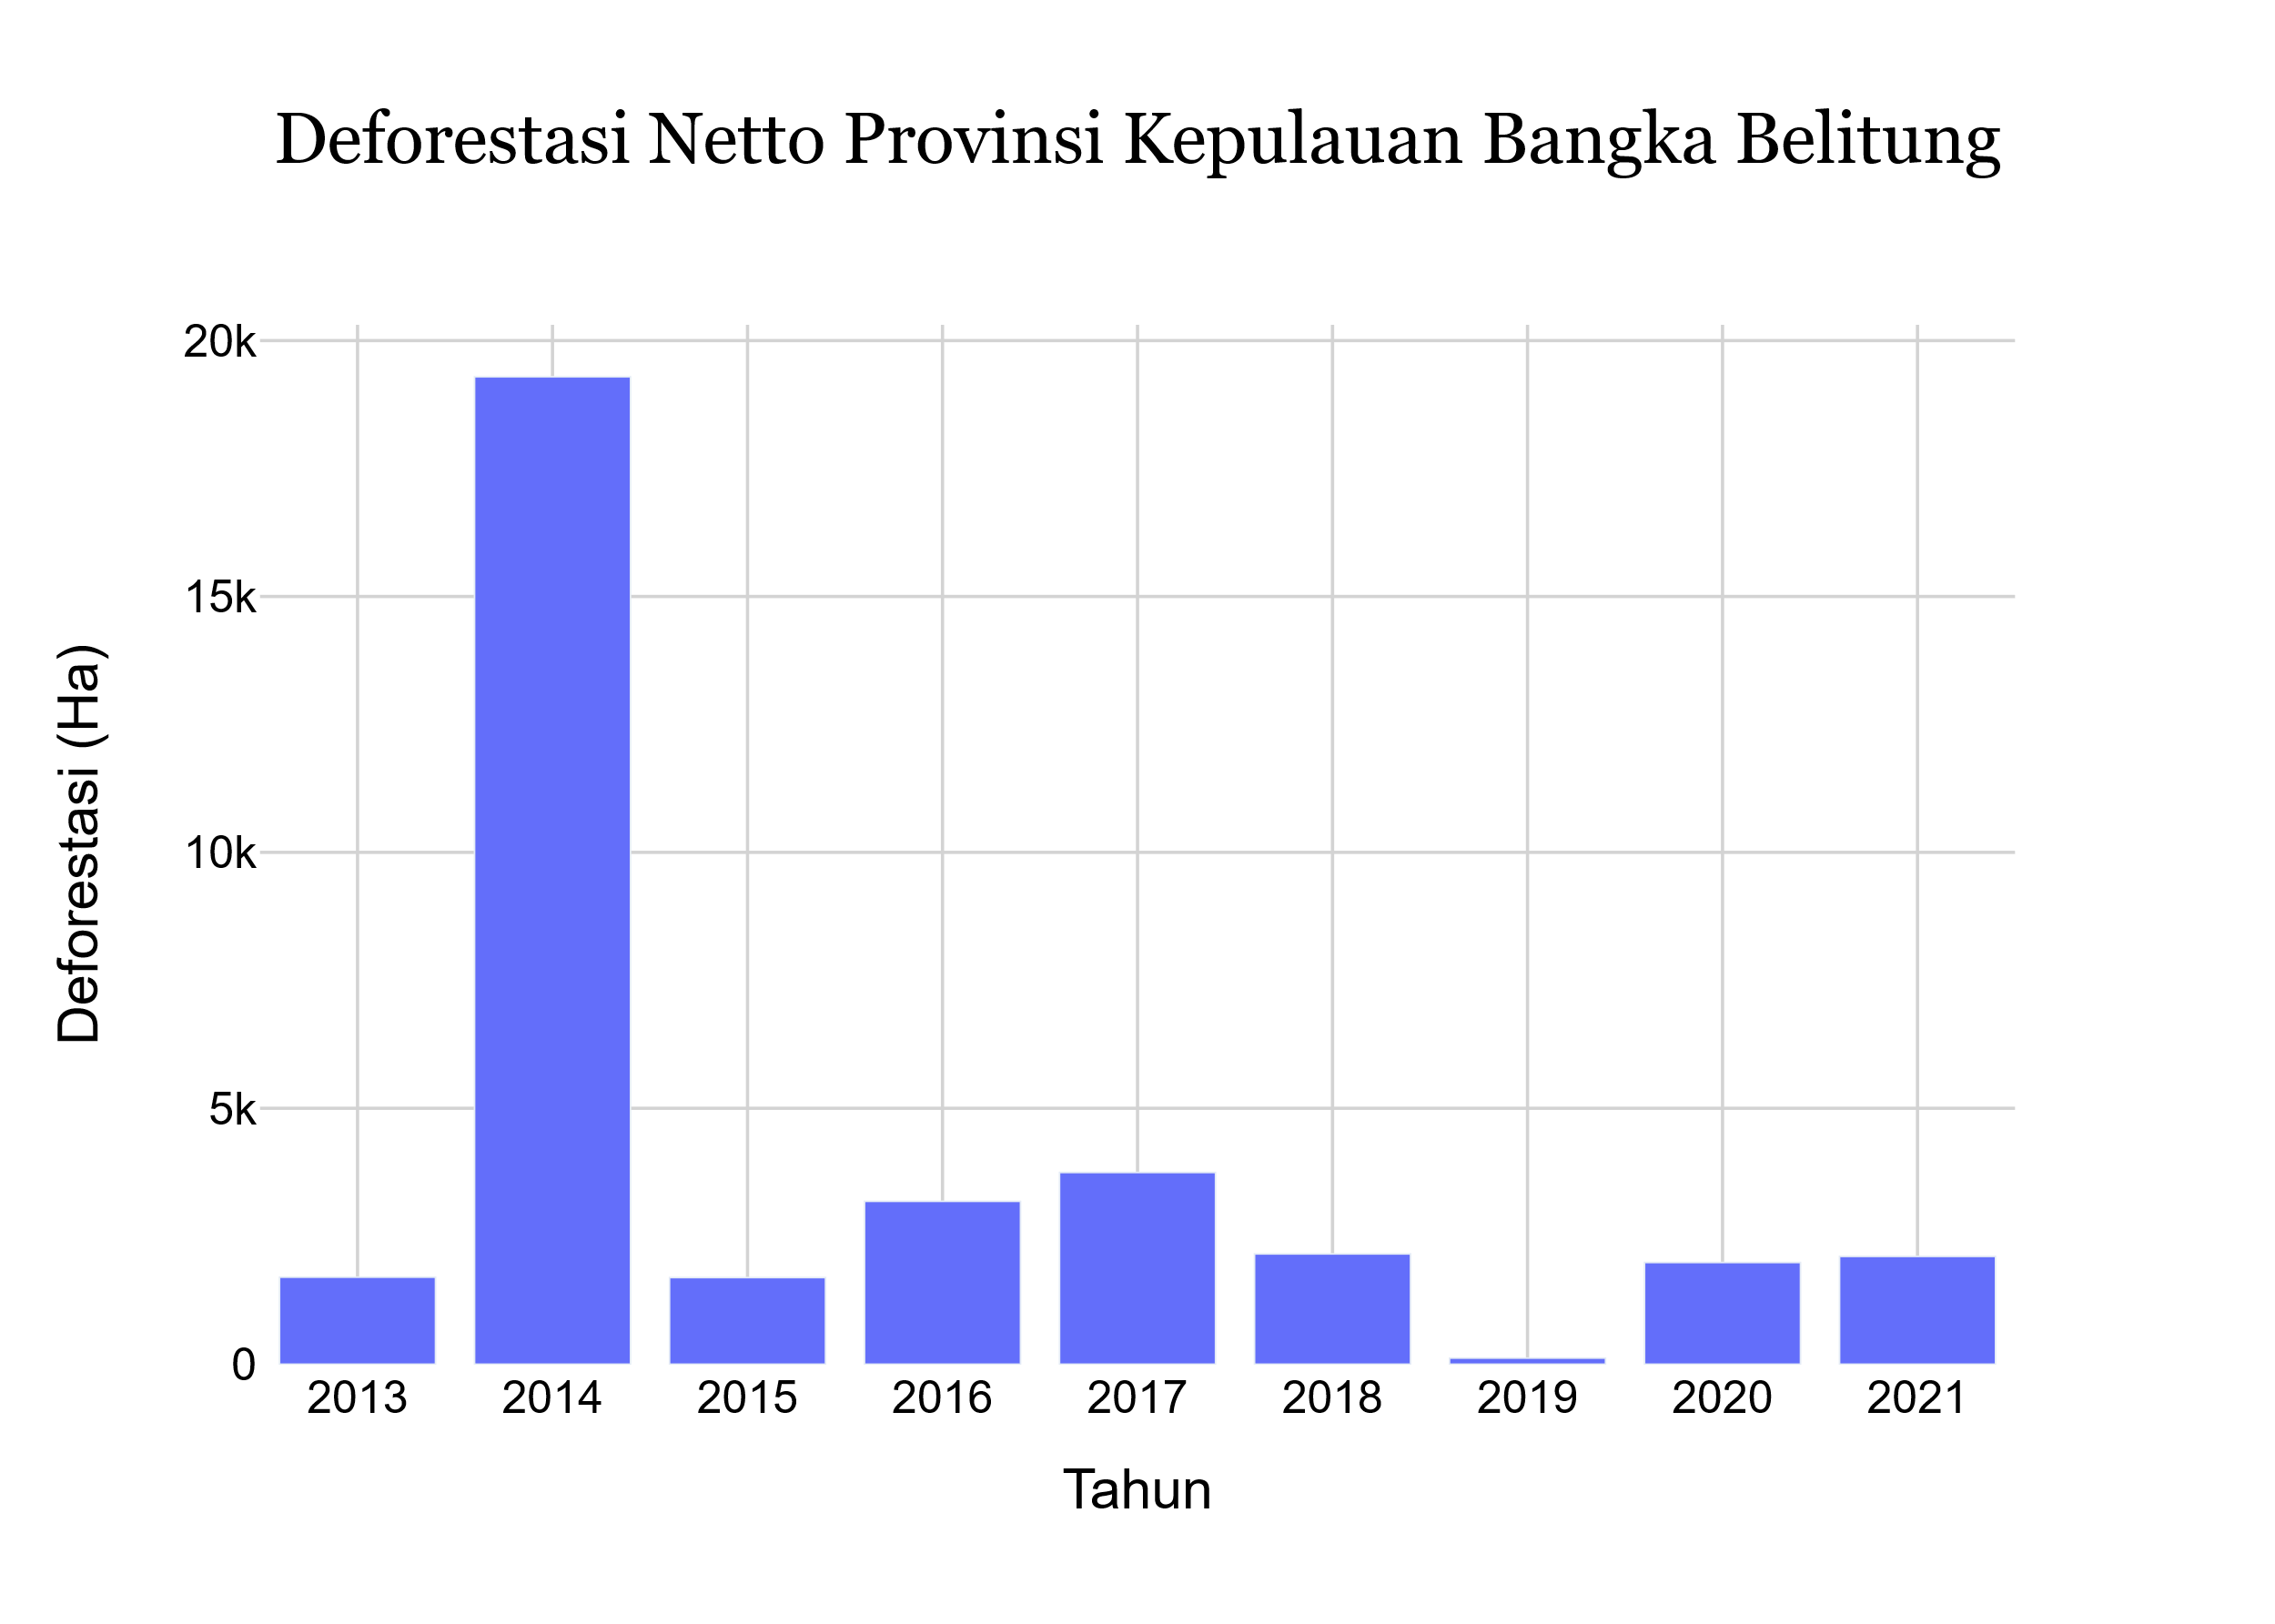 Deforestasi Netto Provinsi Kepulauan Bangka Belitung
20k
15k
10k
5k
0
Deforestasi (Ha)
2013 2014 2015 2016 2017 2018 2019 2020 2021
Tahun